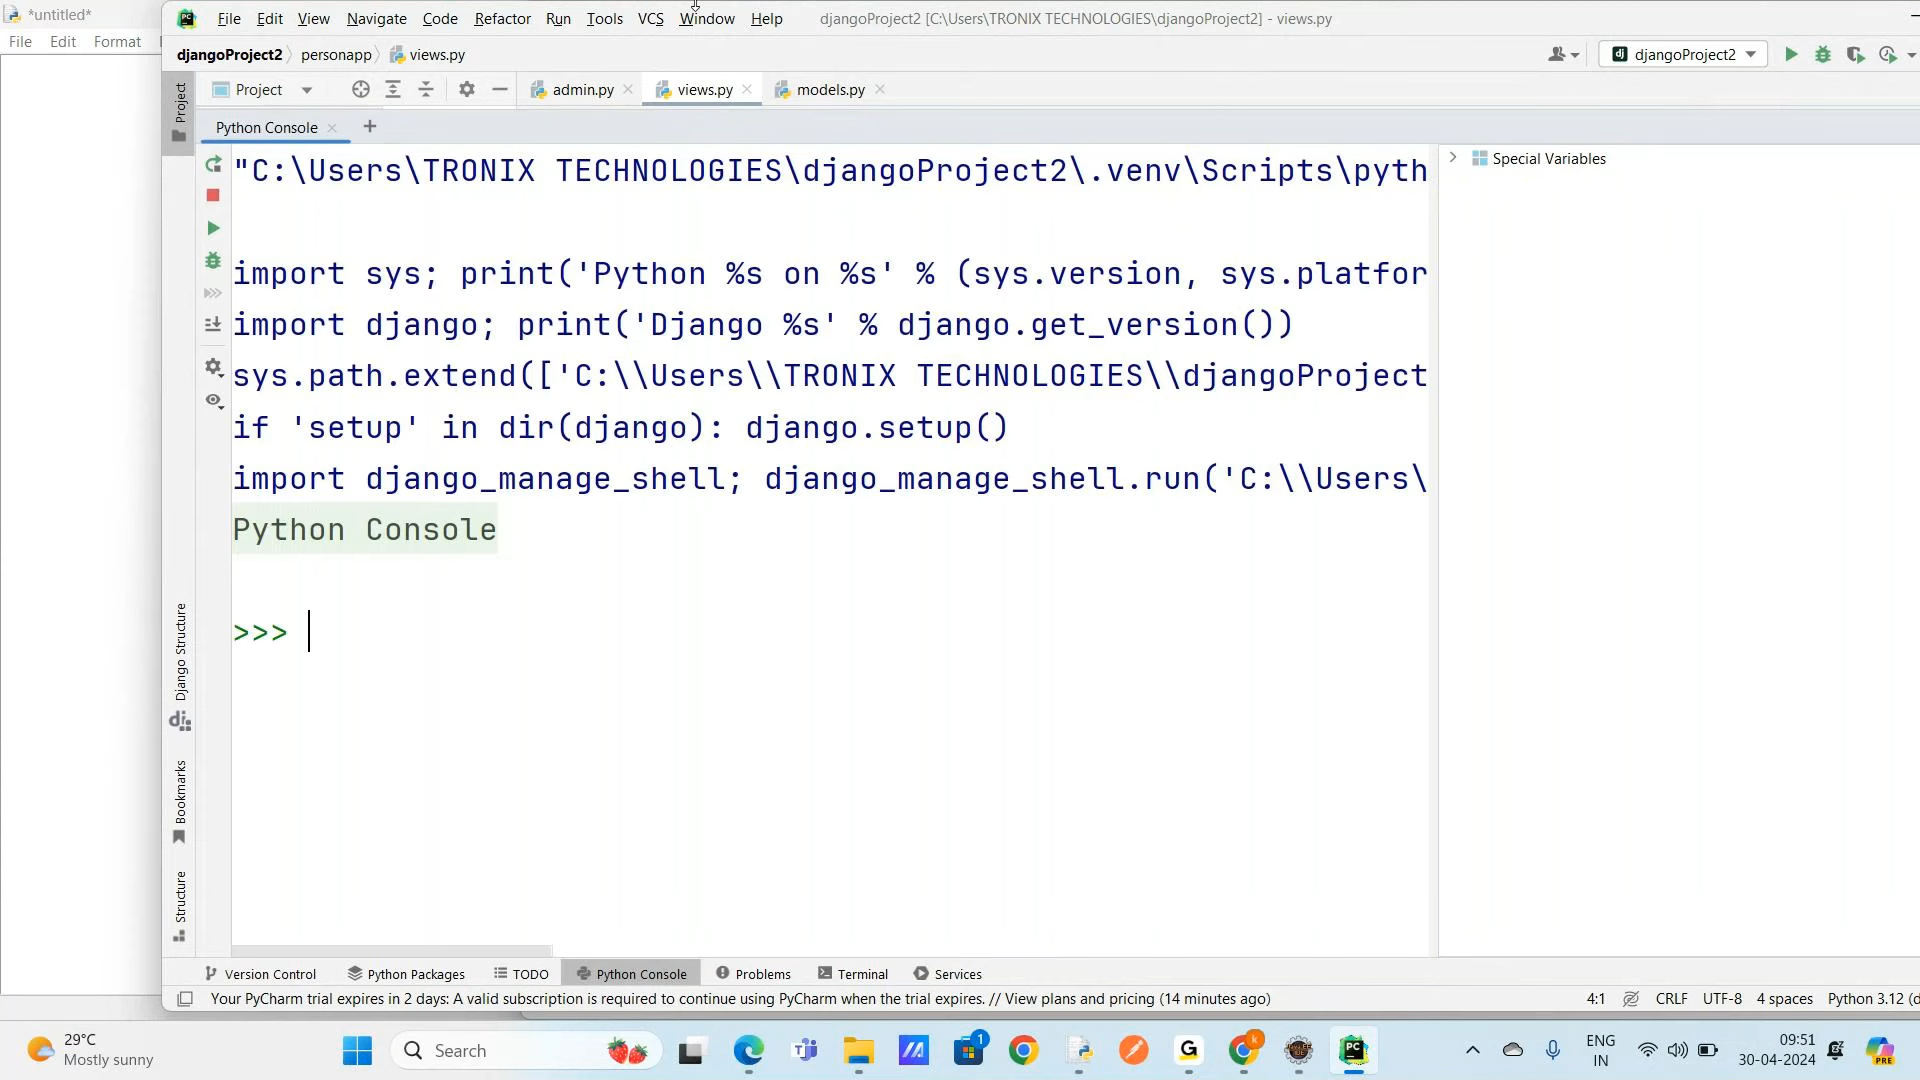 *untitled*
File Edit Format
File Edit View Navigate Code Refactor Run Tools VCS Window Help djangoProject2 [C:\Users\TRONIX TECHNOLOGIES\djangoProject2] - views.py
djangoProject2 personapp views.py
djangoProject2
Project
Project
admin.py
views.py
models.py
Python Console
"C:\Users\TRONIX TECHNOLOGIES\djangoProject2\.venv\Scripts\pyth
import sys; print('Python %s on %s' % (sys.version, sys.platfor
import django; print('Django %s' % django.get_version())
sys.path.extend(['C:\\Users\\TRONIX TECHNOLOGIES\\djangoProject
if 'setup' in dir(django): django.setup()
import django_manage_shell; django_manage_shell.run('C:\\Users\
Python Console
>>>
Special Variables
Django Structure
Bookmarks
Structure
Version Control Python Packages TODO Python Console Problems Terminal Services
Your PyCharm trial expires in 2 days: A valid subscription is required to continue using PyCharm when the trial expires. // View plans and pricing (14 minutes ago)
4:1 CRLF UTF-8 4 spaces Python 3.12 (d
29°C
Mostly sunny
Search
ENG
IN
09:51
30-04-2024